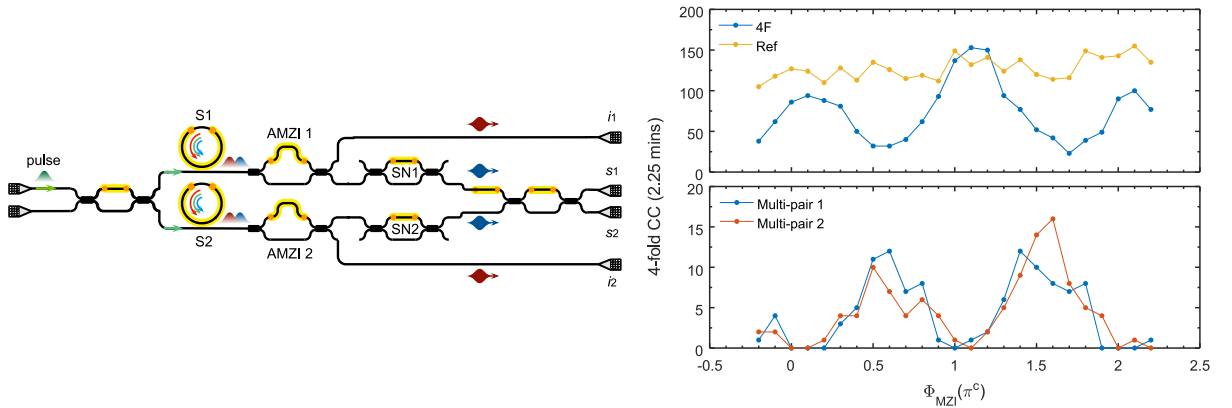 S1
AMZI 1
i1
pulse
SN1
s1
S2
AMZI 2
SN2
s2
i2
200
150
100
50
0
4F
Ref
4-fold CC (2.25 mins)
20
15
10
5
0
Multi-pair 1
Multi-pair 2
-0.5 0 0.5 1 1.5 2 2.5
Φ_MZI(π^c)